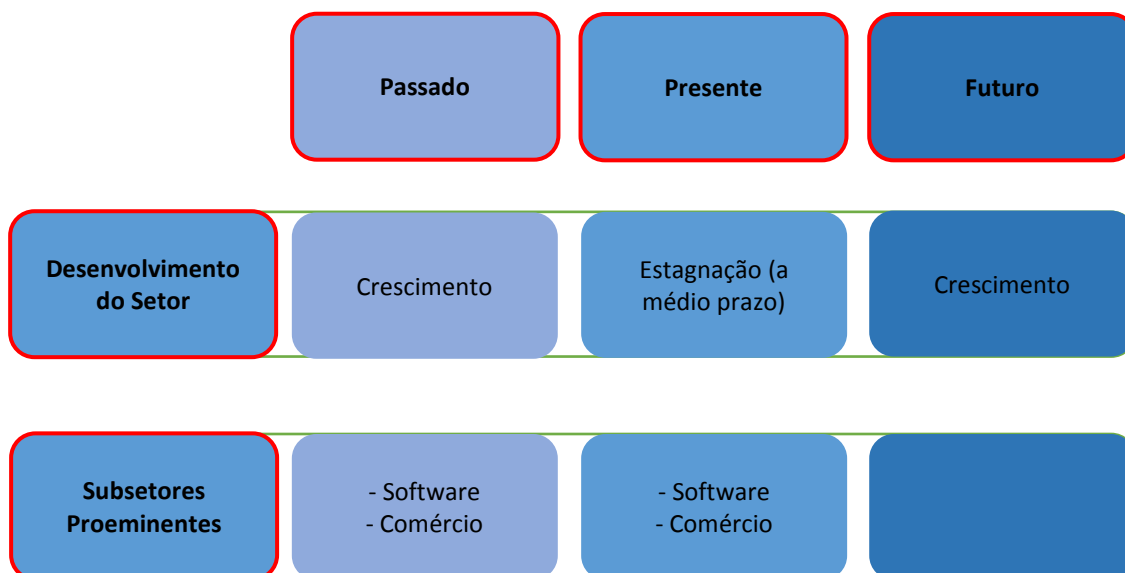 Passado
Presente
Futuro
Desenvolvimento
do Setor
Crescimento
Estagnação (a
médio prazo)
Crescimento
Subsetores
Proeminentes
- Software
- Comércio
- Software
- Comércio